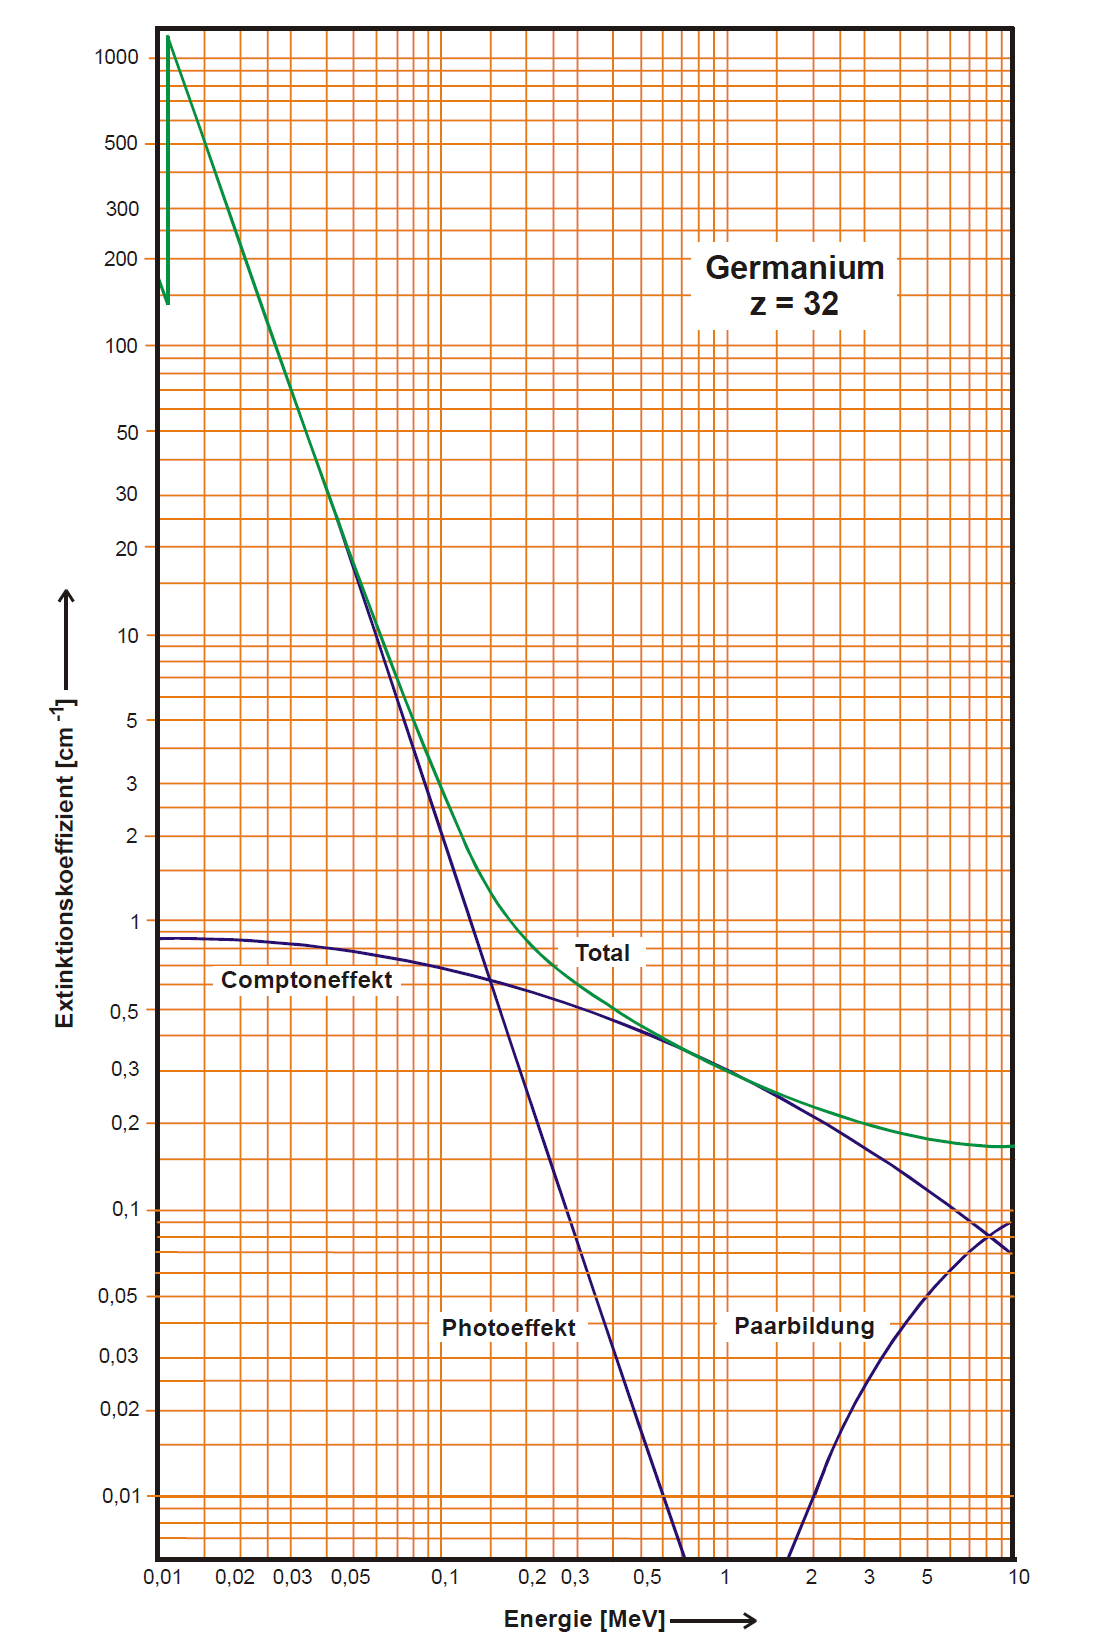 1000
500
300
200
100
50
30
20
10
5
3
2
1
0,5
0,3
0,2
0,1
0,05
0,03
0,02
0,01
Extinktionskoeffizient [cm⁻¹]
Germanium
z = 32
Total
Comptoneffekt
Photoeffekt
Paarbildung
0,01 0,02 0,03 0,05 0,1 0,2 0,3 0,5 1 2 3 5 10
Energie [MeV]